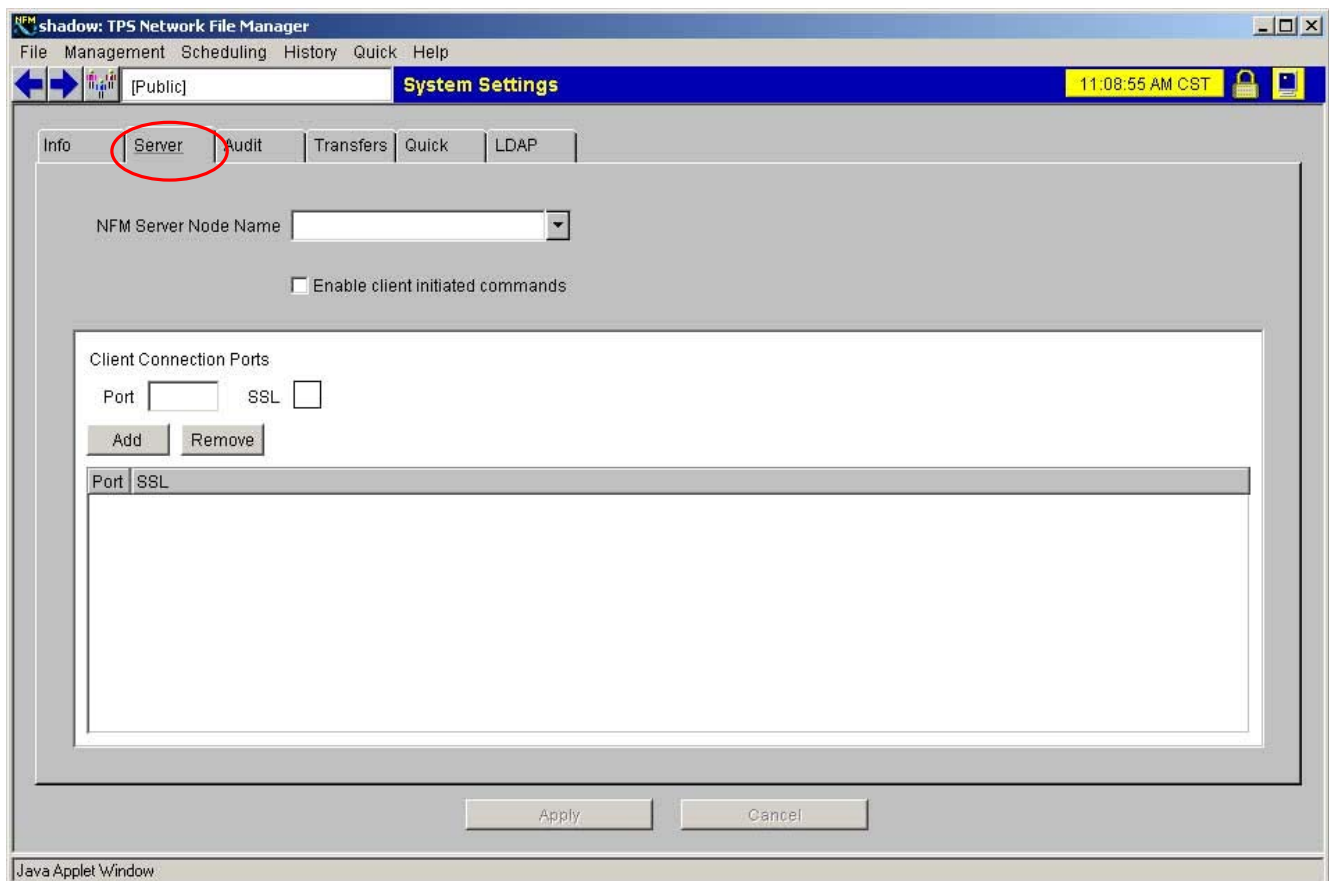 NFM shadow: TPS Network File Manager
File Management Scheduling History Quick Help
[Public] System Settings 11:08:55 AM CST
Info Server Audit Transfers Quick LDAP
NFM Server Node Name
Enable client initiated commands
Client Connection Ports
Port SSL
Add Remove
Port SSL
Apply Cancel
Java Applet Window